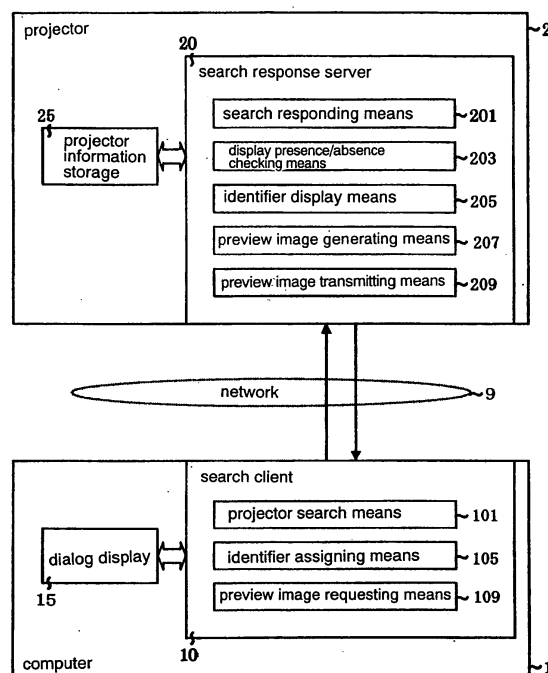 projector
2
20
search response server
25
projector
information
storage
search responding means
201
display presence/absence
checking means
203
identifier display means
205
preview image generating means
207
preview image transmitting means
209
network
9
search client
projector search means
101
dialog display
15
identifier assigning means
105
preview image requesting means
109
10
computer
1